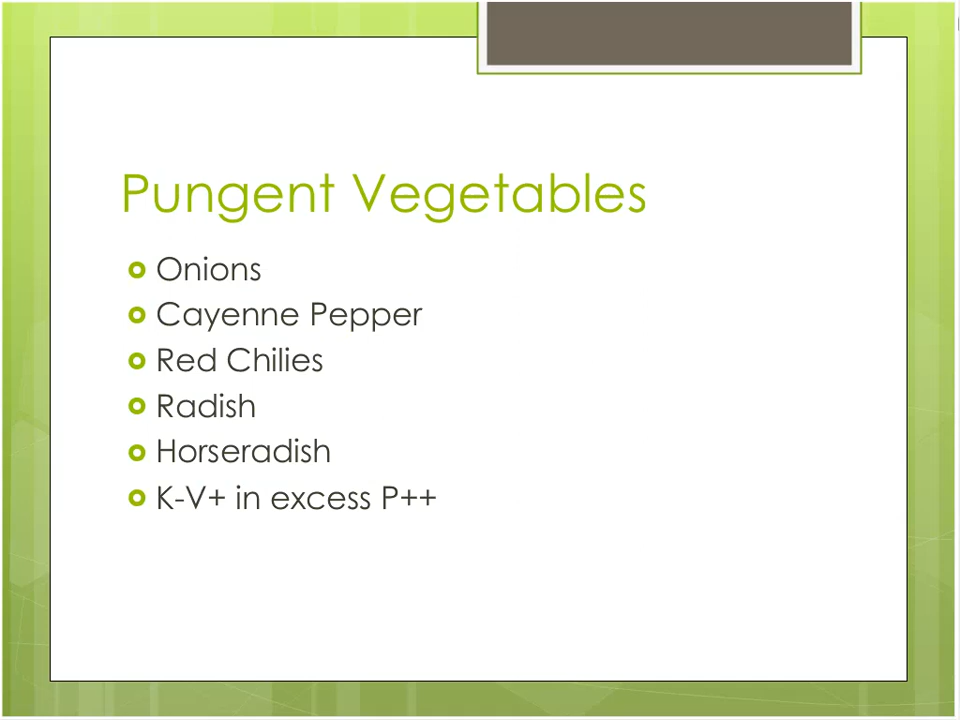 Pungent Vegetables
Onions
Cayenne Pepper
Red Chilies
Radish
Horseradish
K-V+ in excess P++